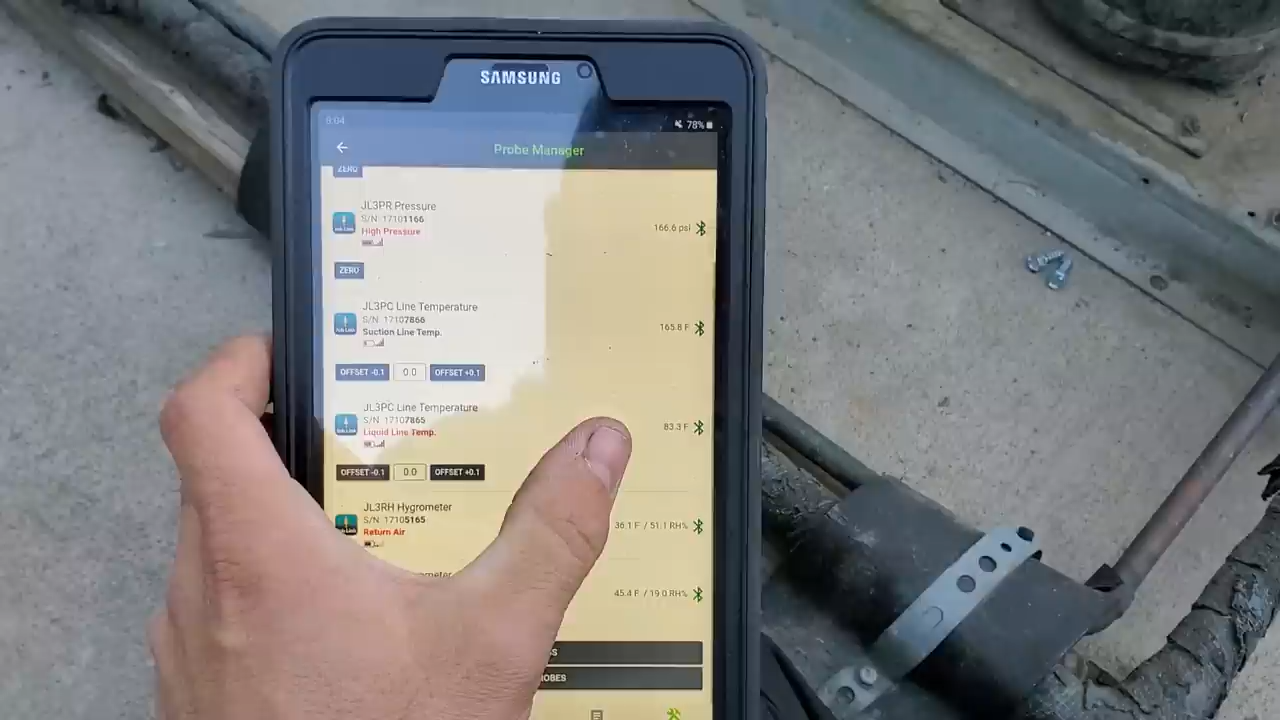 SAMSUNG
6:04
78%
Probe Manager
ZERO
JL3PR Pressure
S/N: 17101166
High Pressure
166.6 psi
ZERO
JL3PC Line Temperature
S/N: 17107866
Suction Line Temp.
165.8 F
OFFSET -0.1
0.0
OFFSET +0.1
JL3PC Line Temperature
S/N: 17107865
Liquid Line Temp.
83.3 F
OFFSET -0.1
0.0
OFFSET +0.1
JL3RH Hygrometer
S/N: 17105165
Return Air
36.1 F / 51.1 RH%
45.4 F / 19.0 RH%